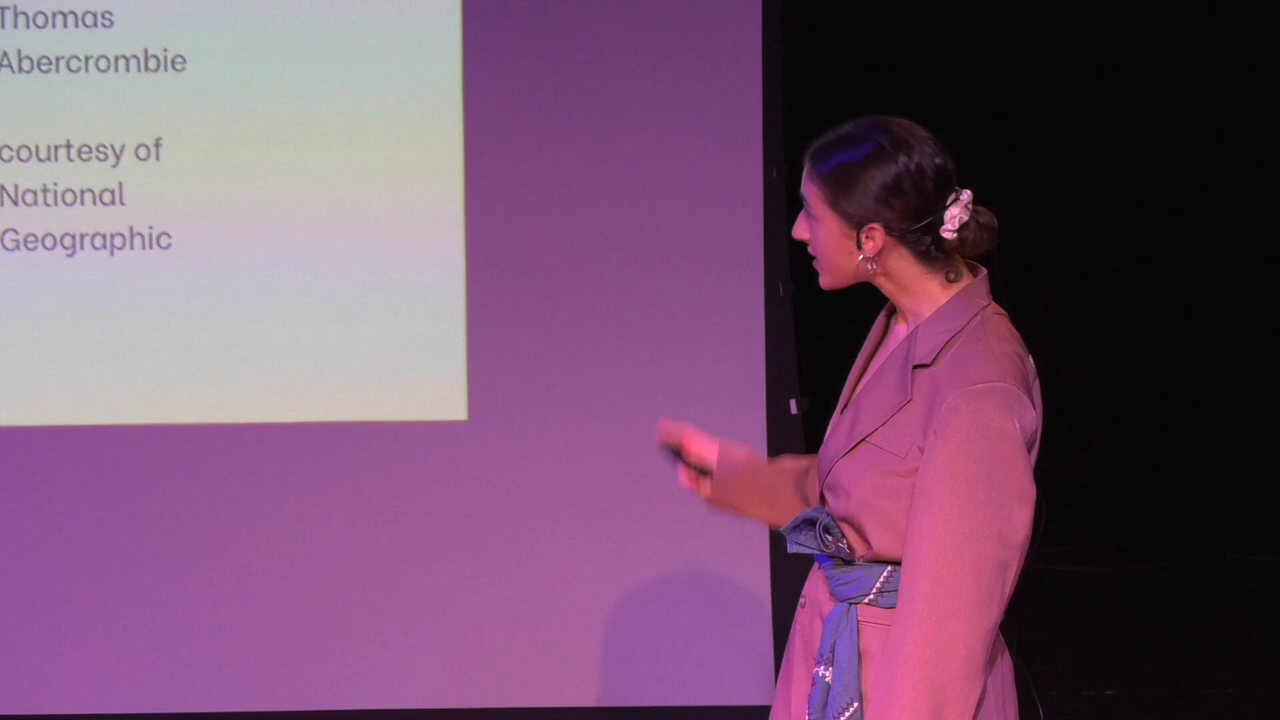 Thomas
Abercrombie
courtesy of
National
Geographic